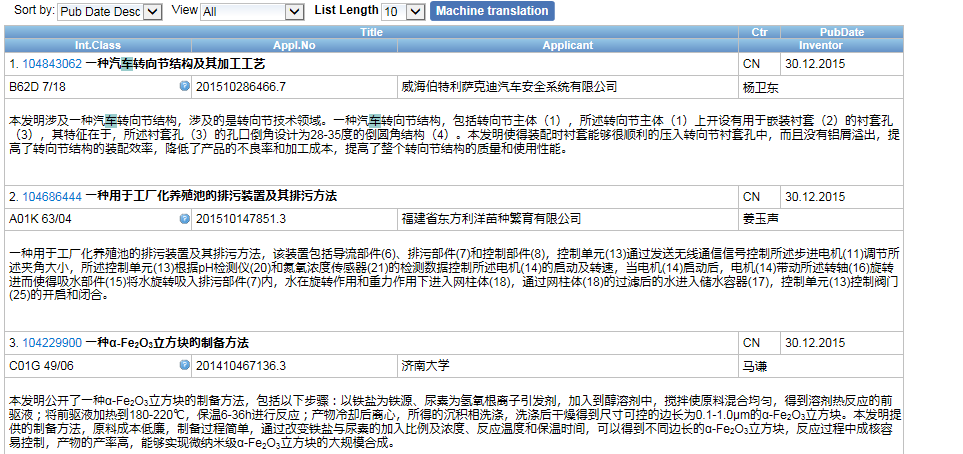 Sort by: Pub Date Desc View All List Length 10 Machine translation
Title Ctr PubDate
Int.Class Appl.No Applicant Inventor
1. 104843062 一种汽车转向节结构及其加工工艺 CN 30.12.2015
B62D 7/18 201510286466.7 威海伯特利萨克迪汽车安全系统有限公司 杨卫东
本发明涉及一种汽车转向节结构，涉及的是转向节技术领域。一种汽车转向节结构，包括转向节主体（1），所述转向节主体（1）上开设有用于嵌装衬套（2）的衬套孔
（3），其特征在于，所述衬套孔（3）的孔口倒角设计为28-35度的倒圆角结构（4）。本发明使得装配时衬套能够很顺利的压入转向节衬套孔中，而且没有铝屑溢出，提
高了转向节结构的装配效率，降低了产品的不良率和加工成本，提高了整个转向节结构的质量和使用性能。
2. 104686444 一种用于工厂化养殖池的排污装置及其排污方法 CN 30.12.2015
A01K 63/04 201510147851.3 福建省东方利洋苗种繁育有限公司 姜玉声
一种用于工厂化养殖池的排污装置及其排污方法，该装置包括导流部件(6)、排污部件(7)和控制部件(8)，控制单元(13)通过发送无线通信信号控制所述步进电机(11)调节所
述夹角大小，所述控制单元(13)根据pH检测仪(20)和氮氧浓度传感器(21)的检测数据控制所述电机(14)的启动及转速，当电机(14)启动后，电机(14)带动所述转轴(16)旋转
进而使得吸水部件(15)将水旋转吸入排污部件(7)内，水在旋转作用和重力作用下进入网柱体(18)，通过网柱体(18)的过滤后的水进入储水容器(17)，控制单元(13)控制阀门
(25)的开启和闭合。
3. 104229900 一种α-Fe₂O₃立方块的制备方法 CN 30.12.2015
C01G 49/06 201410467136.3 济南大学 马谦
本发明公开了一种α-Fe₂O₃立方块的制备方法，包括以下步骤：以铁盐为铁源、尿素为氢氧根离子引发剂，加入到醇溶剂中，搅拌使原料混合均匀，得到溶剂热反应的前
驱液；将前驱液加热到180-220℃，保温6-36h进行反应；产物冷却后离心，所得的沉积相洗涤，洗涤后干燥得到尺寸可控的边长为0.1-1.0μm的α-Fe₂O₃立方块。本发明提
供的制备方法，原料成本低廉，制备过程简单，通过改变铁盐与尿素的加入比例及浓度、反应温度和保温时间，可以得到不同边长的α-Fe₂O₃立方块，反应过程中成核容
易控制，产物的产率高，能够实现微纳米级α-Fe₂O₃立方块的大规模合成。